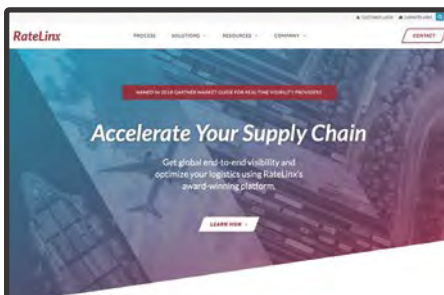 CUSTOMER LOGIN
RateLinx
PROCESS
SOLUTIONS
RESOURCES
COMPANY
CONTACT
NAMED IN 2018 GARTNER MARKET GUIDE FOR REAL TIME VISIBILITY PROVIDERS
Accelerate Your Supply Chain
Get global end-to-end visibility and
optimize your logistics using RateLinx's
award-winning platform.
LEARN HOW